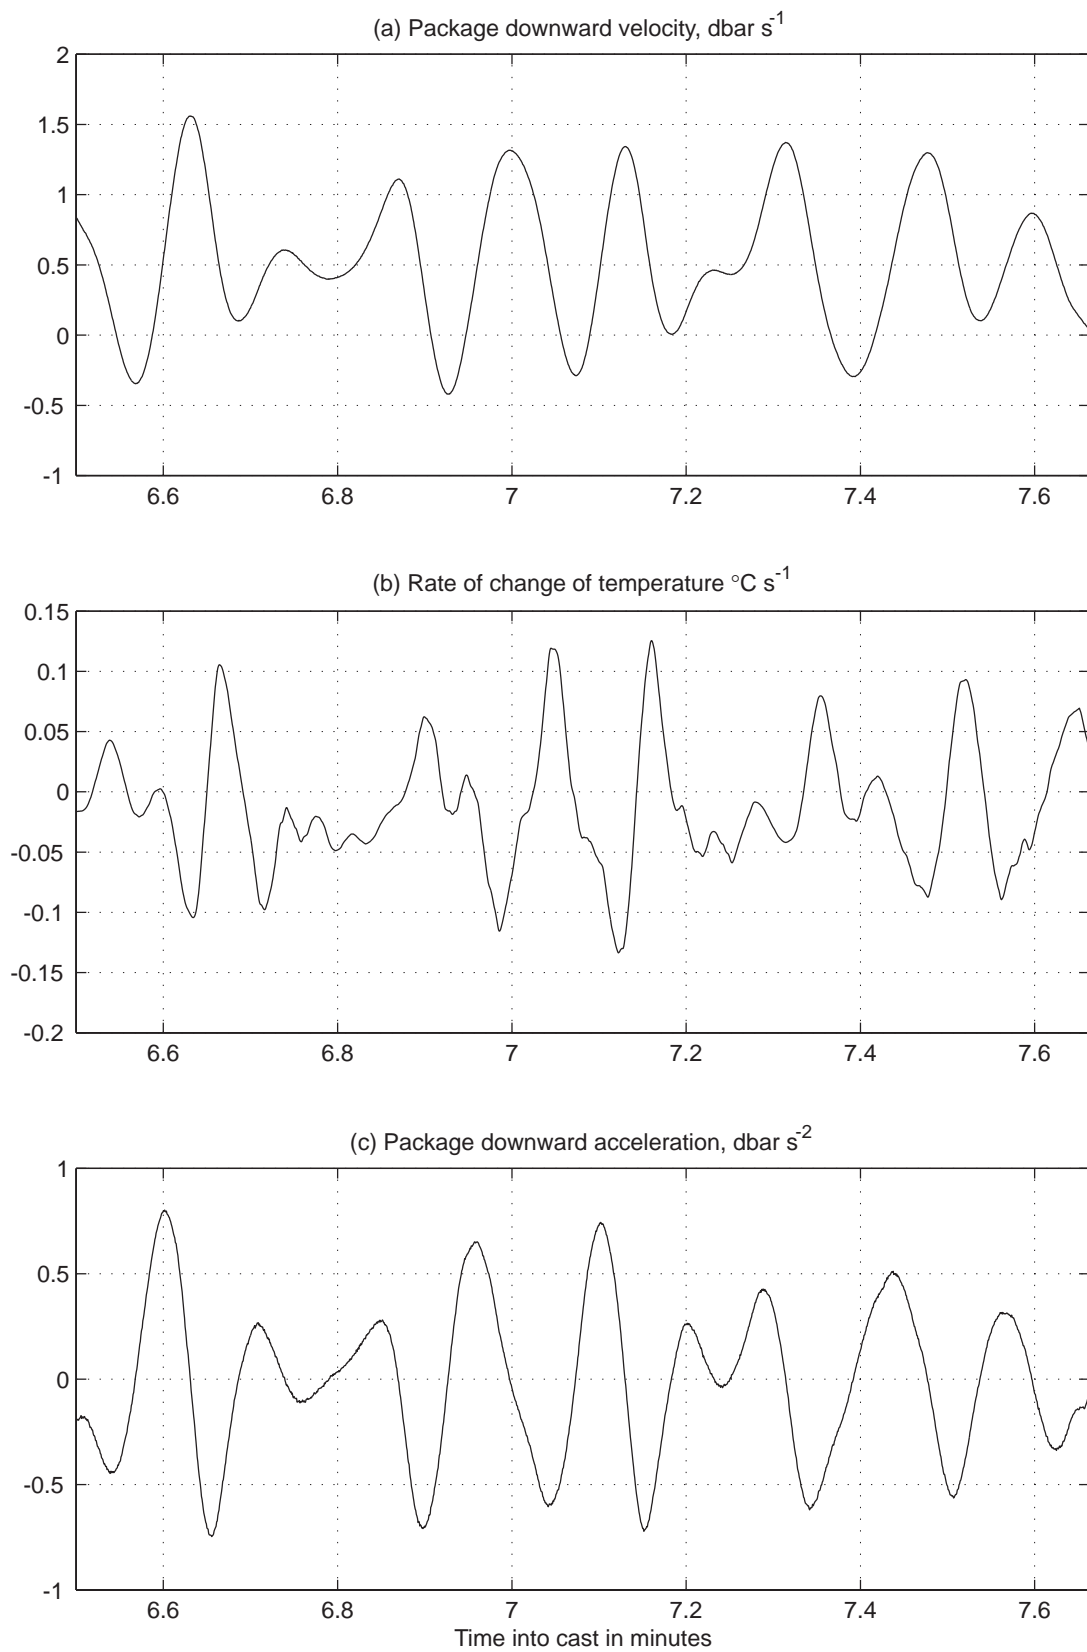 (a) Package downward velocity, dbar s-1
2
1.5
1
0.5
0
-0.5
-1
6.6 6.8 7 7.2 7.4 7.6
(b) Rate of change of temperature °C s-1
0.15
0.1
0.05
0
-0.05
-0.1
-0.15
-0.2
6.6 6.8 7 7.2 7.4 7.6
(c) Package downward acceleration, dbar s-2
1
0.5
0
-0.5
-1
6.6 6.8 7 7.2 7.4 7.6
Time into cast in minutes